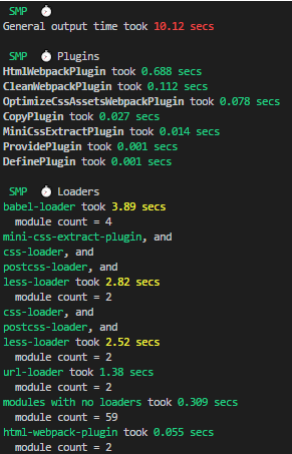 SMP ⏱
General output time took 10.12 secs
SMP ⏱ Plugins
HtmlWebpackPlugin took 0.688 secs
CleanWebpackPlugin took 0.112 secs
OptimizeCssAssetsWebpackPlugin took 0.078 secs
CopyPlugin took 0.027 secs
MiniCssExtractPlugin took 0.014 secs
ProvidePlugin took 0.001 secs
DefinePlugin took 0.001 secs
SMP ⏱ Loaders
babel-loader took 3.89 secs
module count = 4
mini-css-extract-plugin, and
css-loader, and
postcss-loader, and
less-loader took 2.82 secs
module count = 2
css-loader, and
postcss-loader, and
less-loader took 2.52 secs
module count = 2
url-loader took 1.38 secs
module count = 2
modules with no loaders took 0.309 secs
module count = 59
html-webpack-plugin took 0.055 secs
module count = 2